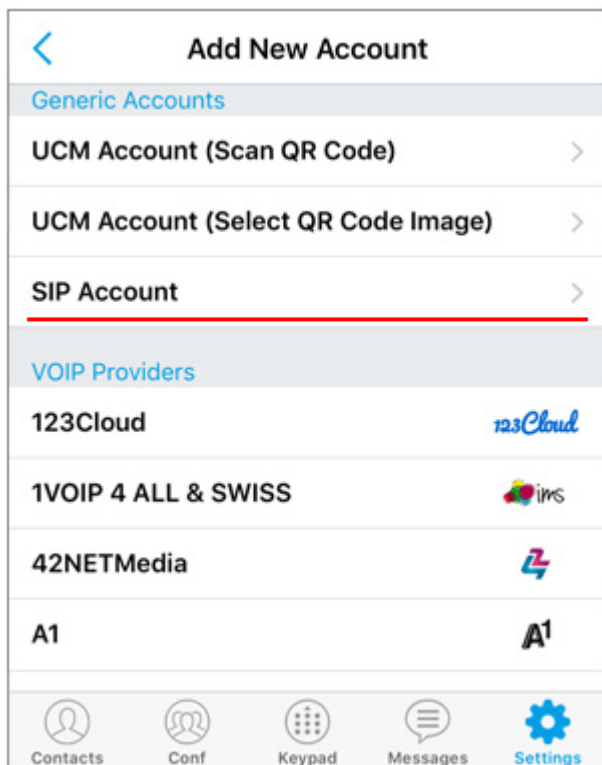 Add New Account
Generic Accounts
UCM Account (Scan QR Code)
UCM Account (Select QR Code Image)
SIP Account
VOIP Providers
123Cloud 123Cloud
1VOIP 4 ALL & SWISS ims
42NETMedia
A1 A1
Contacts Conf Keypad Messages Settings